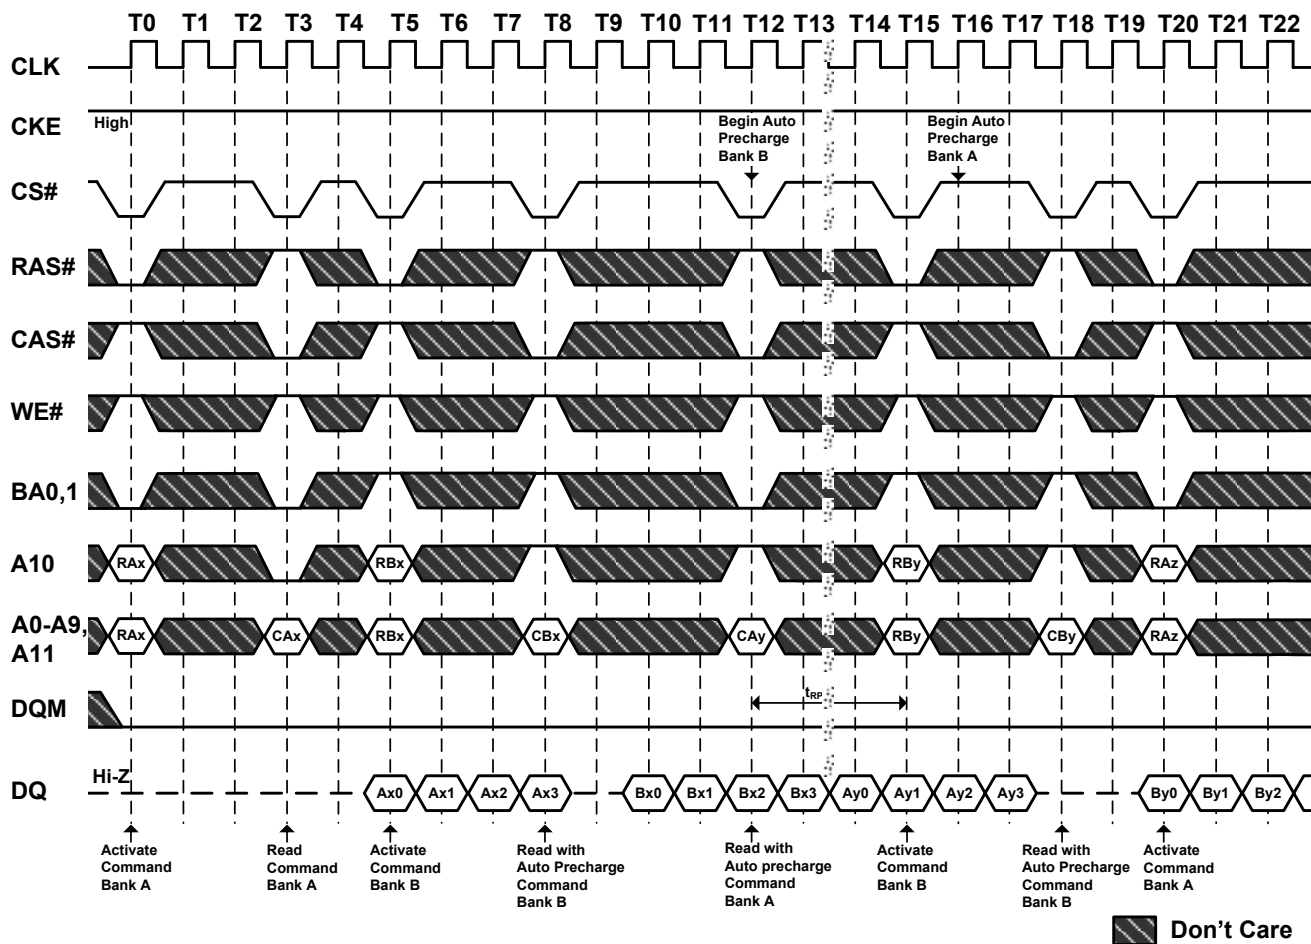 T0 T1 T2 T3 T4 T5 T6 T7 T8 T9 T10 T11 T12 T13 T14 T15 T16 T17 T18 T19 T20 T21 T22
CLK
CKE
High
Begin Auto
Precharge
Bank B
Begin Auto
Precharge
Bank A
CS#
RAS#
CAS#
WE#
BA0,1
A10
RAx RBx RBy RAz
A0-A9,
A11
RAx CAx RBx CBx CAy RBy CBy RAz
DQM
tRP
DQ
Hi-Z
Ax0 Ax1 Ax2 Ax3 Bx0 Bx1 Bx2 Bx3 Ay0 Ay1 Ay2 Ay3 By0 By1 By2
Activate
Command
Bank A
Read
Command
Bank A
Activate
Command
Bank B
Read with
Auto Precharge
Command
Bank B
Read with
Auto precharge
Command
Bank A
Activate
Command
Bank B
Read with
Auto Precharge
Command
Bank B
Activate
Command
Bank A
Don't Care